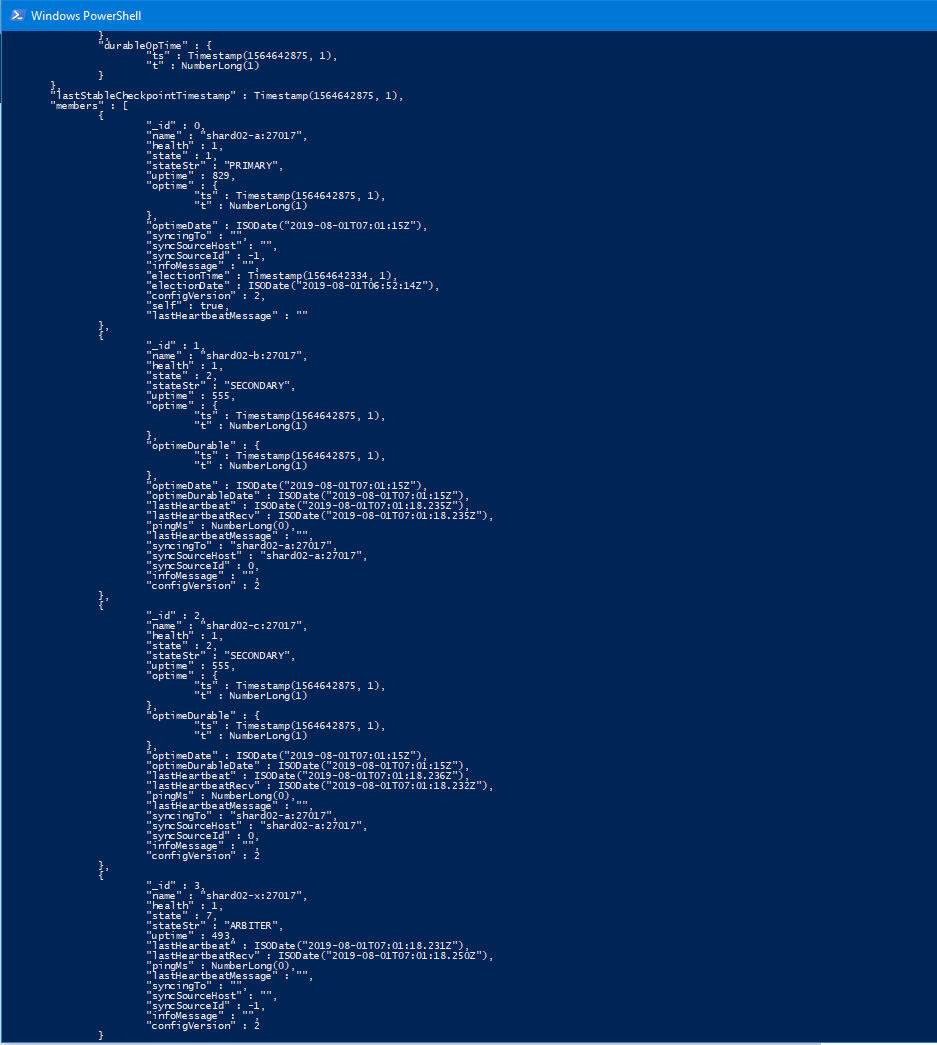 Windows PowerShell
},
"durableOpTime" : {
"ts" : Timestamp(1564642875, 1),
"t" : NumberLong(1)
}
},
"lastStableCheckpointTimestamp" : Timestamp(1564642875, 1),
"members" : [
{
"_id" : 0,
"name" : "shard02-a:27017",
"health" : 1,
"state" : 1,
"stateStr" : "PRIMARY",
"uptime" : 829,
"optime" : {
"ts" : Timestamp(1564642875, 1),
"t" : NumberLong(1)
},
"optimeDate" : ISODate("2019-08-01T07:01:15Z"),
"syncingTo" : "",
"syncSourceHost" : "",
"syncSourceId" : -1,
"infoMessage" : "",
"electionTime" : Timestamp(1564642334, 1),
"electionDate" : ISODate("2019-08-01T06:52:14Z"),
"configVersion" : 2,
"self" : true,
"lastHeartbeatMessage" : ""
},
{
"_id" : 1,
"name" : "shard02-b:27017",
"health" : 1,
"state" : 2,
"stateStr" : "SECONDARY",
"uptime" : 555,
"optime" : {
"ts" : Timestamp(1564642875, 1),
"t" : NumberLong(1)
},
"optimeDurable" : {
"ts" : Timestamp(1564642875, 1),
"t" : NumberLong(1)
},
"optimeDate" : ISODate("2019-08-01T07:01:15Z"),
"optimeDurableDate" : ISODate("2019-08-01T07:01:15Z"),
"lastHeartbeat" : ISODate("2019-08-01T07:01:18.235Z"),
"lastHeartbeatRecv" : ISODate("2019-08-01T07:01:18.235Z"),
"pingMs" : NumberLong(0),
"lastHeartbeatMessage" : "",
"syncingTo" : "shard02-a:27017",
"syncSourceHost" : "shard02-a:27017",
"syncSourceId" : 0,
"infoMessage" : "",
"configVersion" : 2
},
{
"_id" : 2,
"name" : "shard02-c:27017",
"health" : 1,
"state" : 2,
"stateStr" : "SECONDARY",
"uptime" : 555,
"optime" : {
"ts" : Timestamp(1564642875, 1),
"t" : NumberLong(1)
},
"optimeDurable" : {
"ts" : Timestamp(1564642875, 1),
"t" : NumberLong(1)
},
"optimeDate" : ISODate("2019-08-01T07:01:15Z"),
"optimeDurableDate" : ISODate("2019-08-01T07:01:15Z"),
"lastHeartbeat" : ISODate("2019-08-01T07:01:18.236Z"),
"lastHeartbeatRecv" : ISODate("2019-08-01T07:01:18.232Z"),
"pingMs" : NumberLong(0),
"lastHeartbeatMessage" : "",
"syncingTo" : "shard02-a:27017",
"syncSourceHost" : "shard02-a:27017",
"syncSourceId" : 0,
"infoMessage" : "",
"configVersion" : 2
},
{
"_id" : 3,
"name" : "shard02-x:27017",
"health" : 1,
"state" : 7,
"stateStr" : "ARBITER",
"uptime" : 493,
"lastHeartbeat" : ISODate("2019-08-01T07:01:18.231Z"),
"lastHeartbeatRecv" : ISODate("2019-08-01T07:01:18.250Z"),
"pingMs" : NumberLong(0),
"lastHeartbeatMessage" : "",
"syncingTo" : "",
"syncSourceHost" : "",
"syncSourceId" : -1,
"infoMessage" : "",
"configVersion" : 2
}